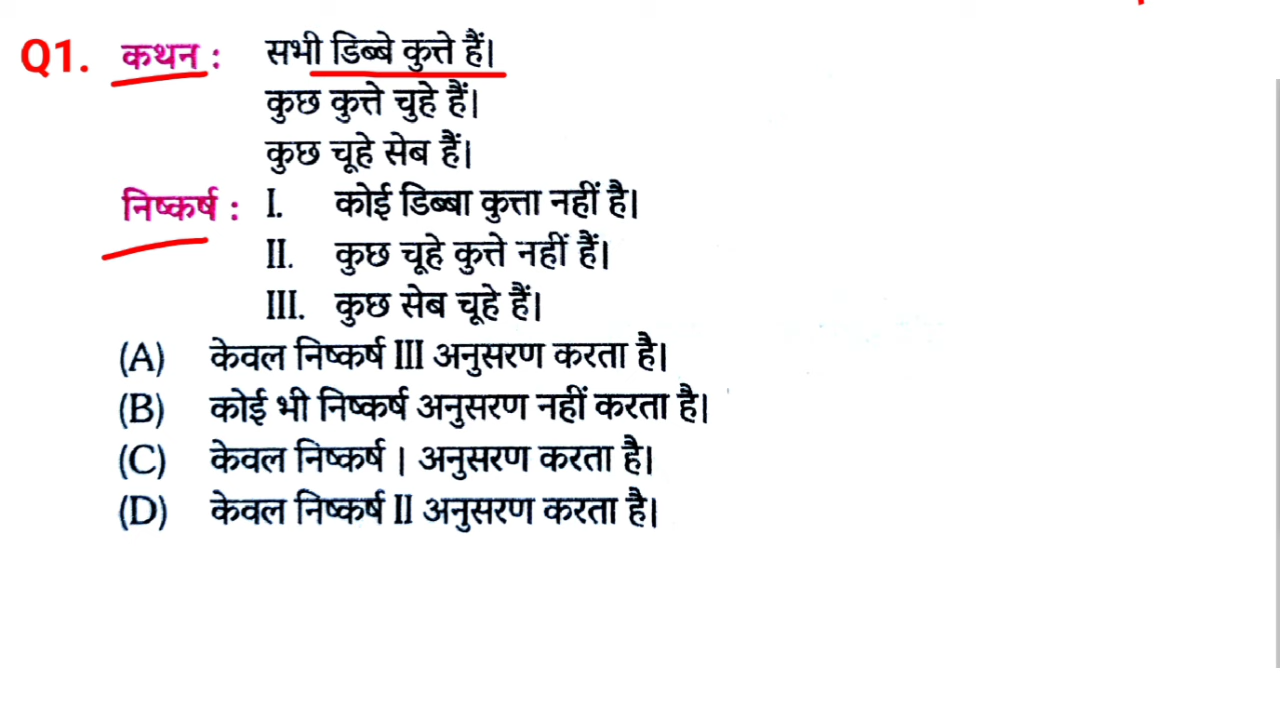 Q1. कथन : सभी डिब्बे कुत्ते हैं।
कुछ कुत्ते चुहे हैं।
कुछ चूहे सेब हैं।
निष्कर्ष : I. कोई डिब्बा कुत्ता नहीं है।
II. कुछ चूहे कुत्ते नहीं हैं।
III. कुछ सेब चूहे हैं।
(A) केवल निष्कर्ष III अनुसरण करता है।
(B) कोई भी निष्कर्ष अनुसरण नहीं करता है।
(C) केवल निष्कर्ष । अनुसरण करता है।
(D) केवल निष्कर्ष II अनुसरण करता है।